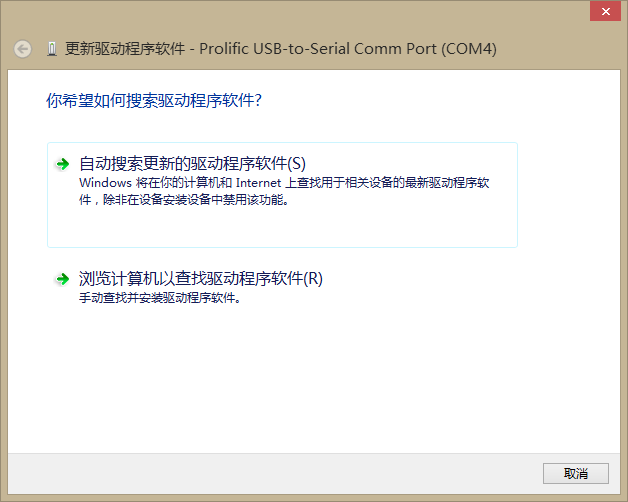 更新驱动程序软件 - Prolific USB-to-Serial Comm Port (COM4)
你希望如何搜索驱动程序软件?
自动搜索更新的驱动程序软件(S)
Windows 将在你的计算机和 Internet 上查找用于相关设备的最新驱动程序软
件，除非在设备安装设备中禁用该功能。
浏览计算机以查找驱动程序软件(R)
手动查找并安装驱动程序软件。
取消